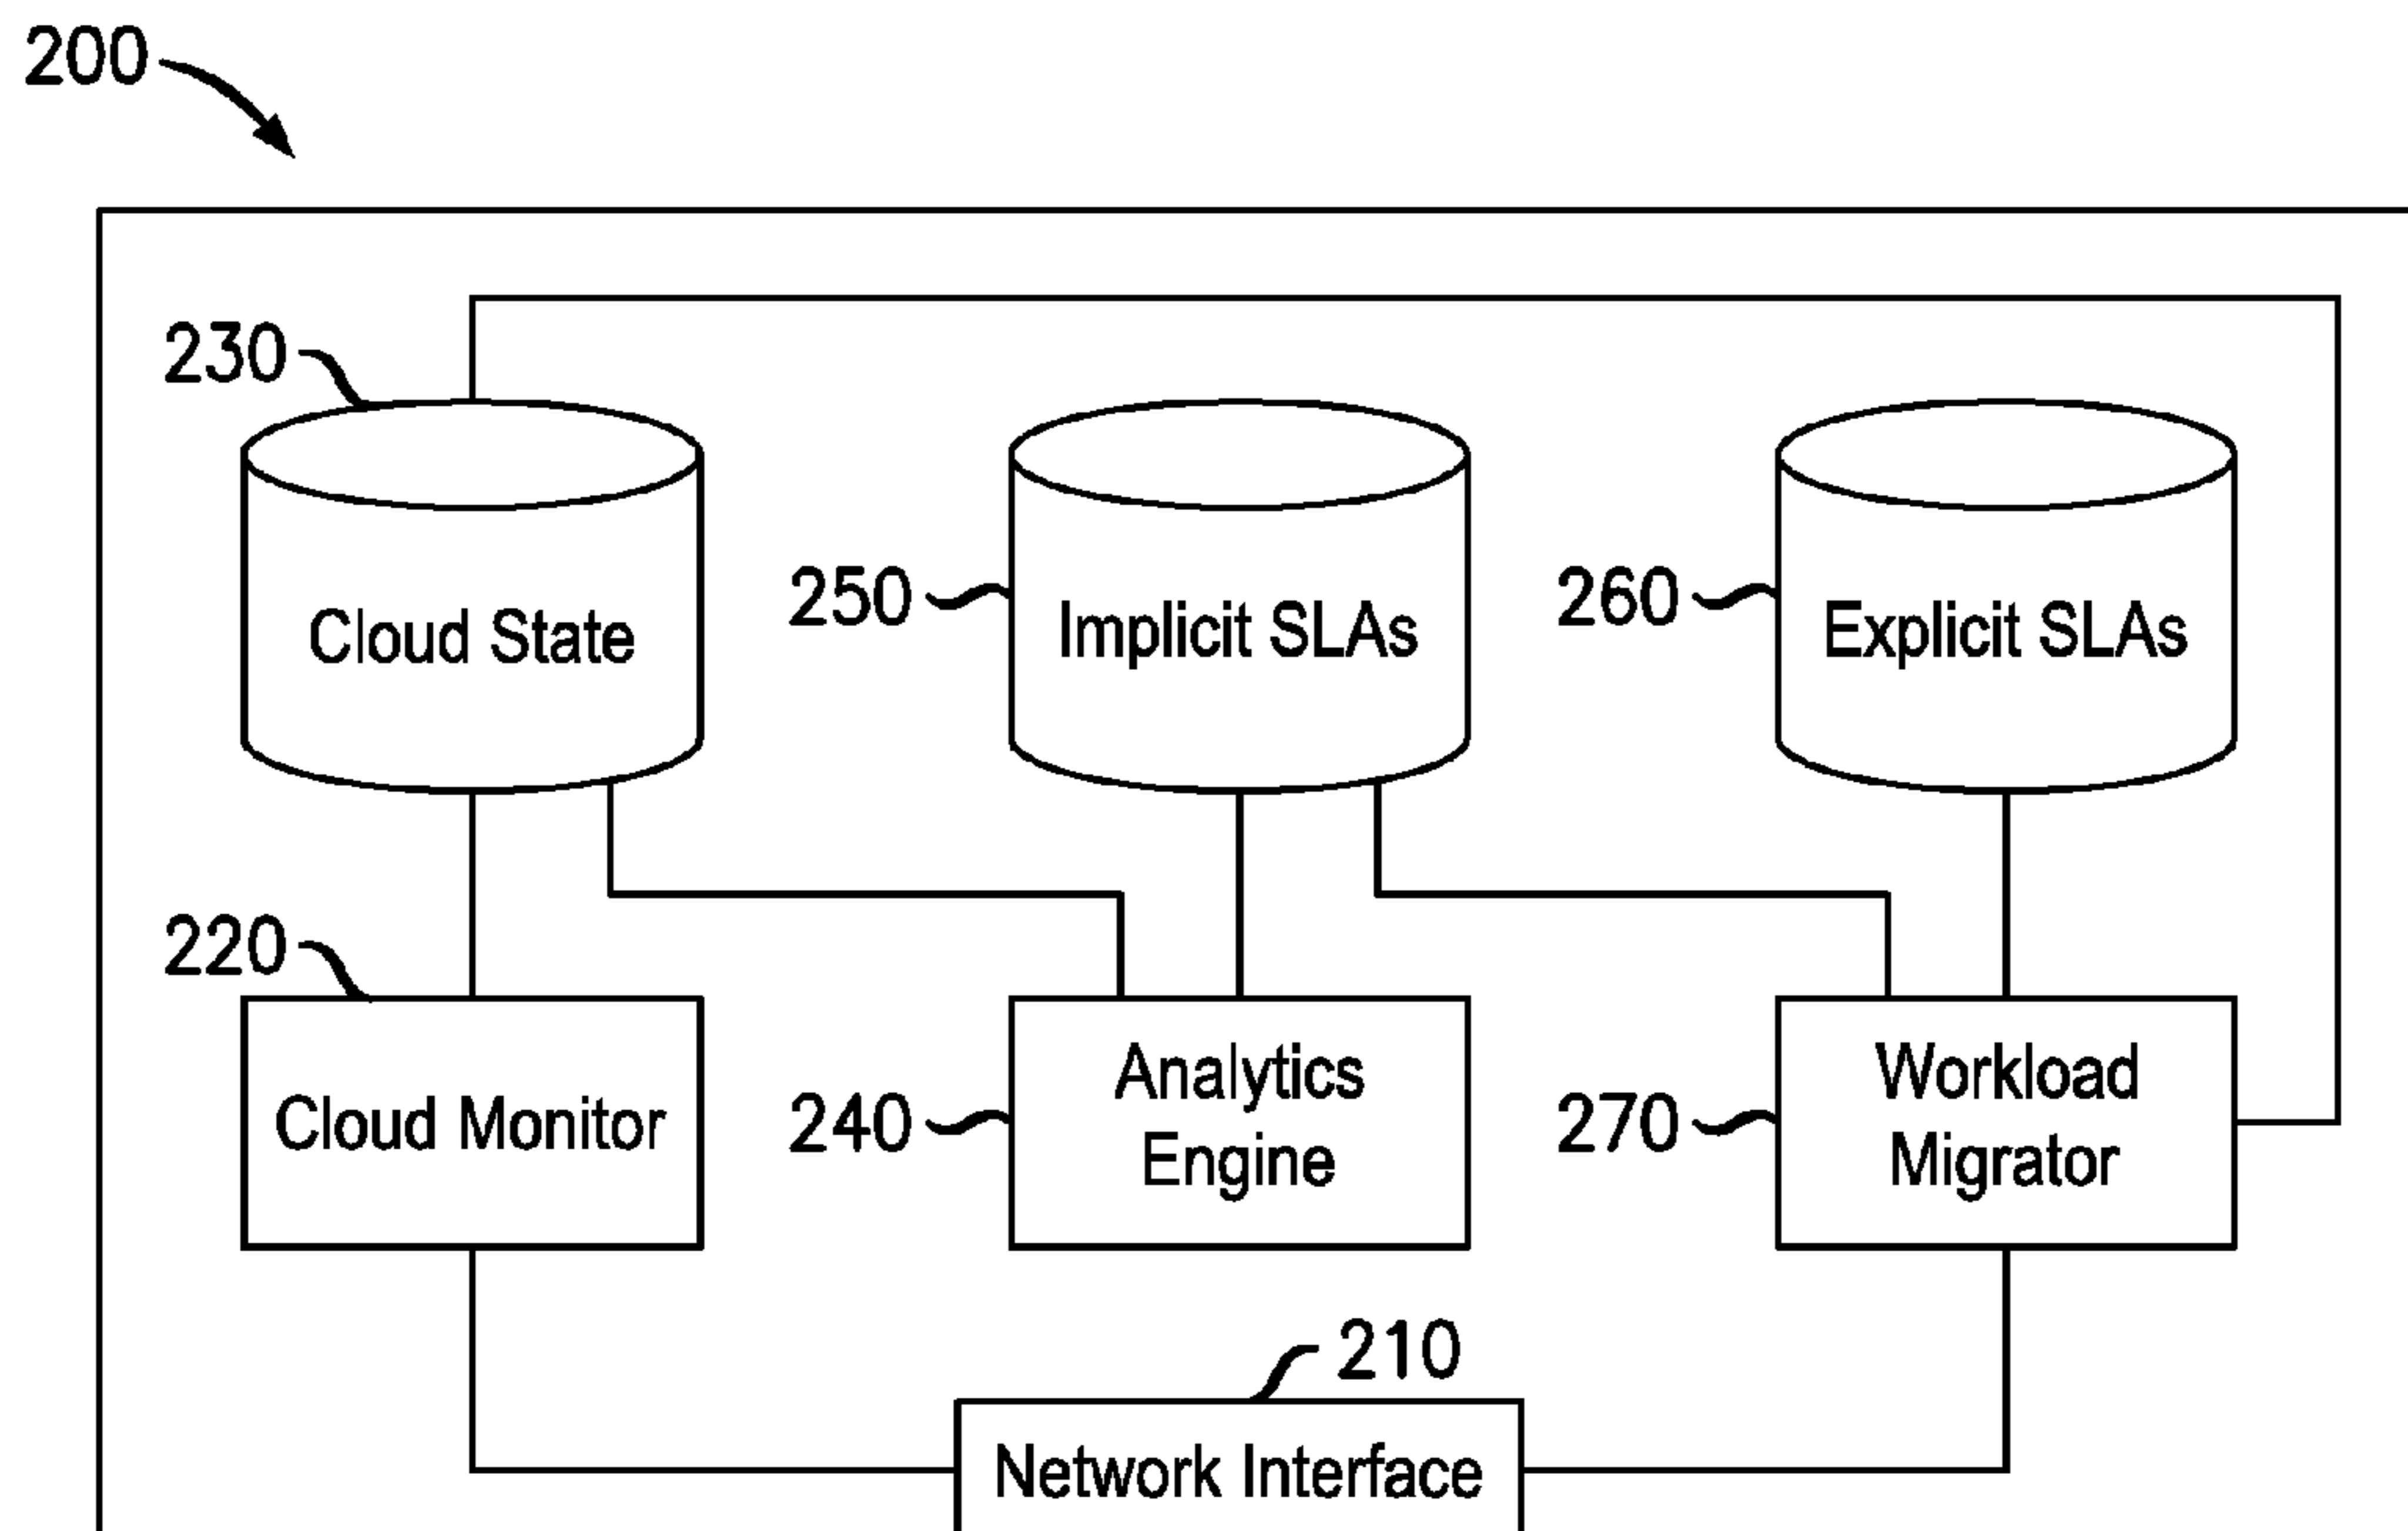 200
230
Cloud State
250
Implicit SLAs
260
Explicit SLAs
220
Cloud Monitor
240
Analytics
Engine
270
Workload
Migrator
210
Network Interface